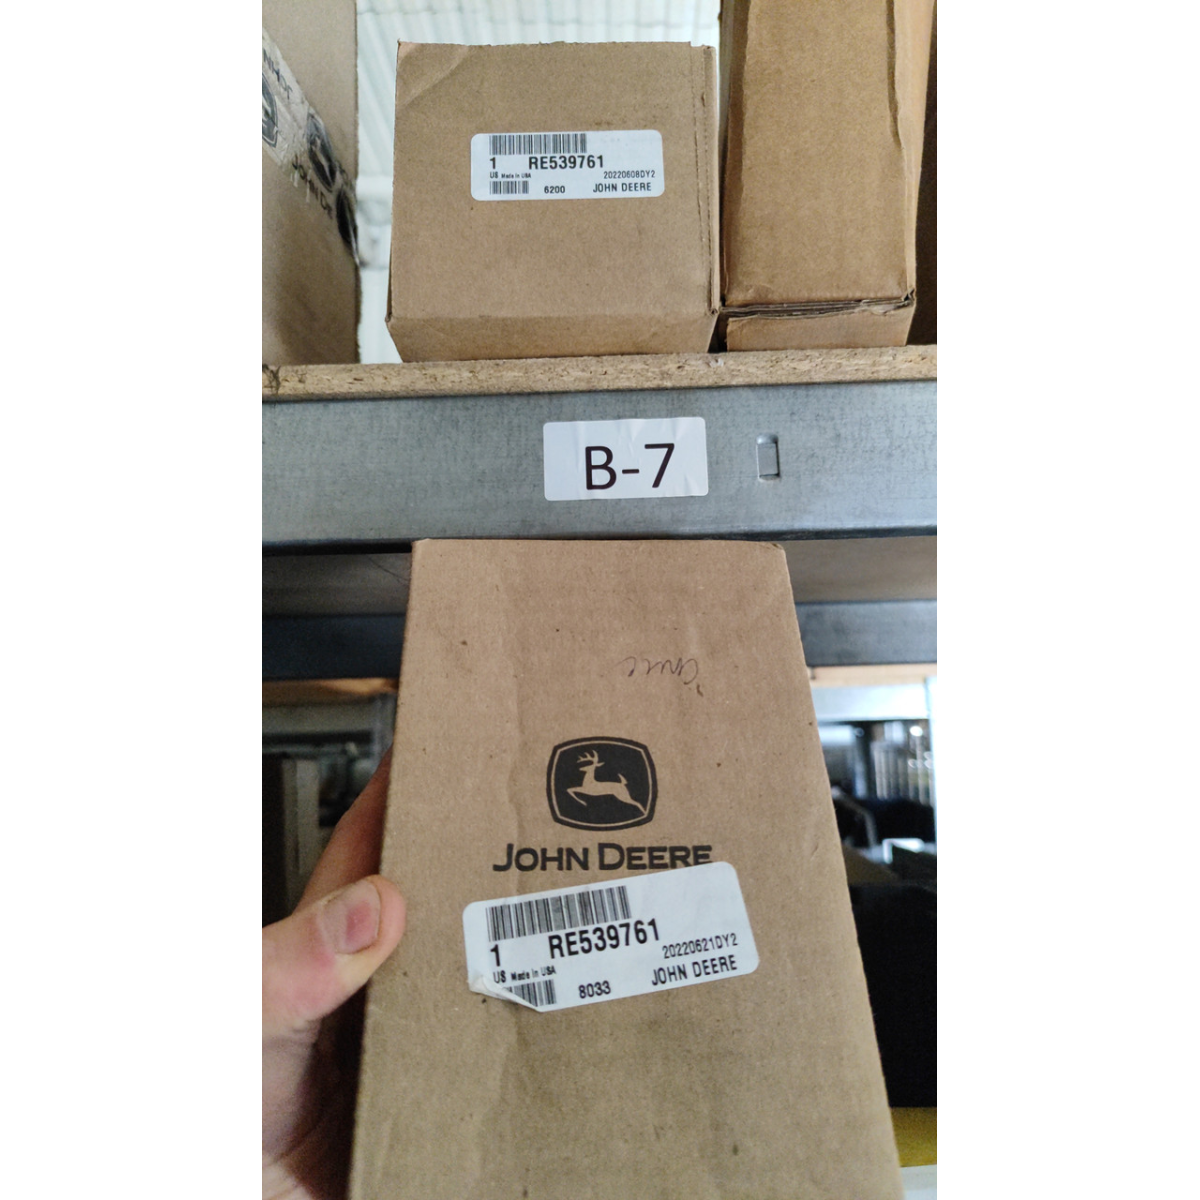 1 RE539761
US Made in USA 20220608DY2
6200 JOHN DEERE
B-7
JOHN DEERE
1 RE539761
US Made in USA 20220621DY2
8033 JOHN DEERE